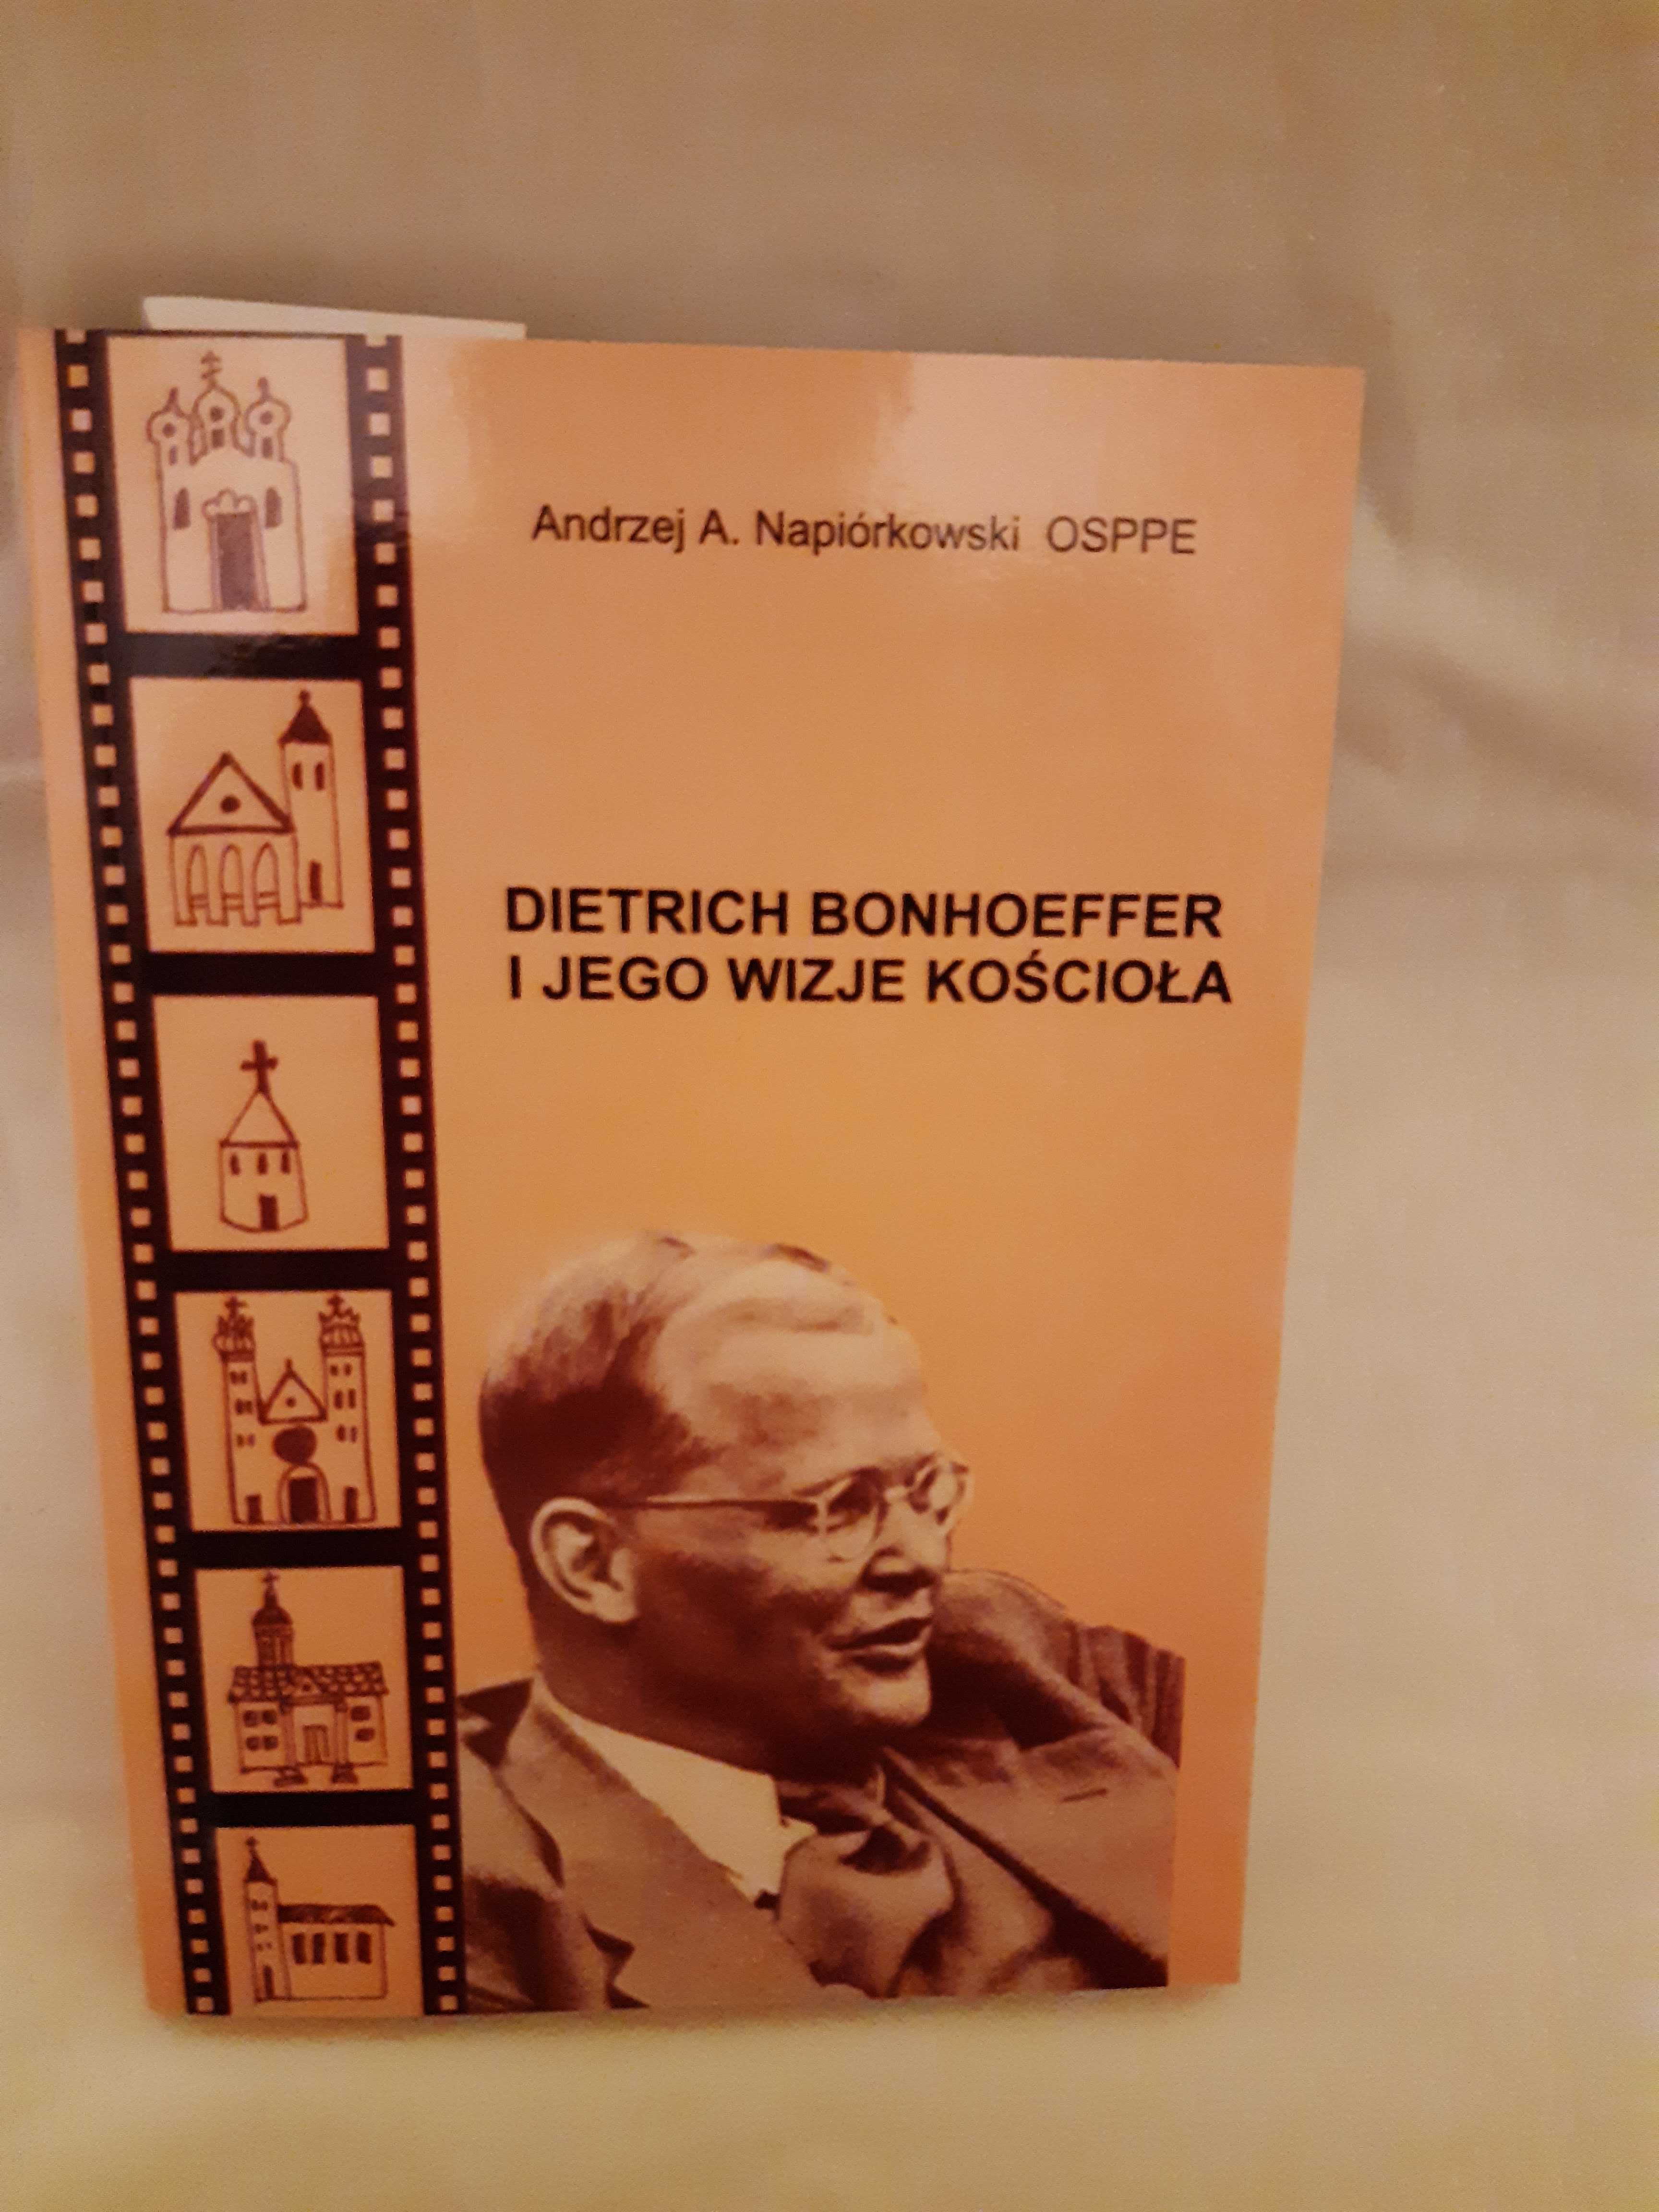 Andrzej A. Napiórkowski OSPPE
DIETRICH BONHOEFFER
I JEGO WIZJE KOŚCIOŁA